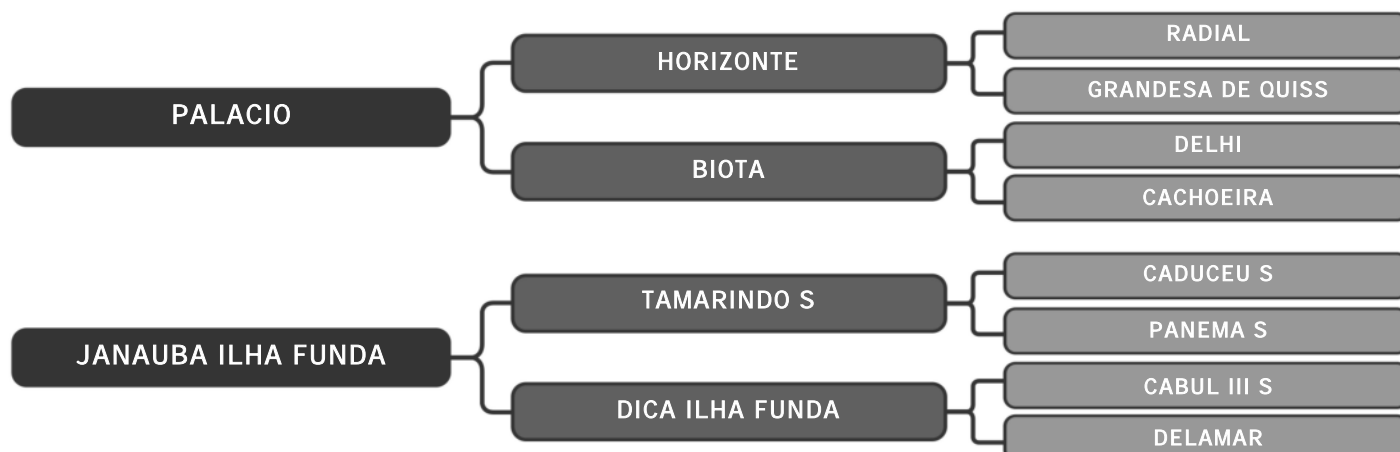 PALACIO
HORIZONTE
RADIAL
GRANDESA DE QUISS
BIOTA
DELHI
CACHOEIRA
JANAUBA ILHA FUNDA
TAMARINDO S
CADUCEU S
PANEMA S
DICA ILHA FUNDA
CABUL III S
DELAMAR